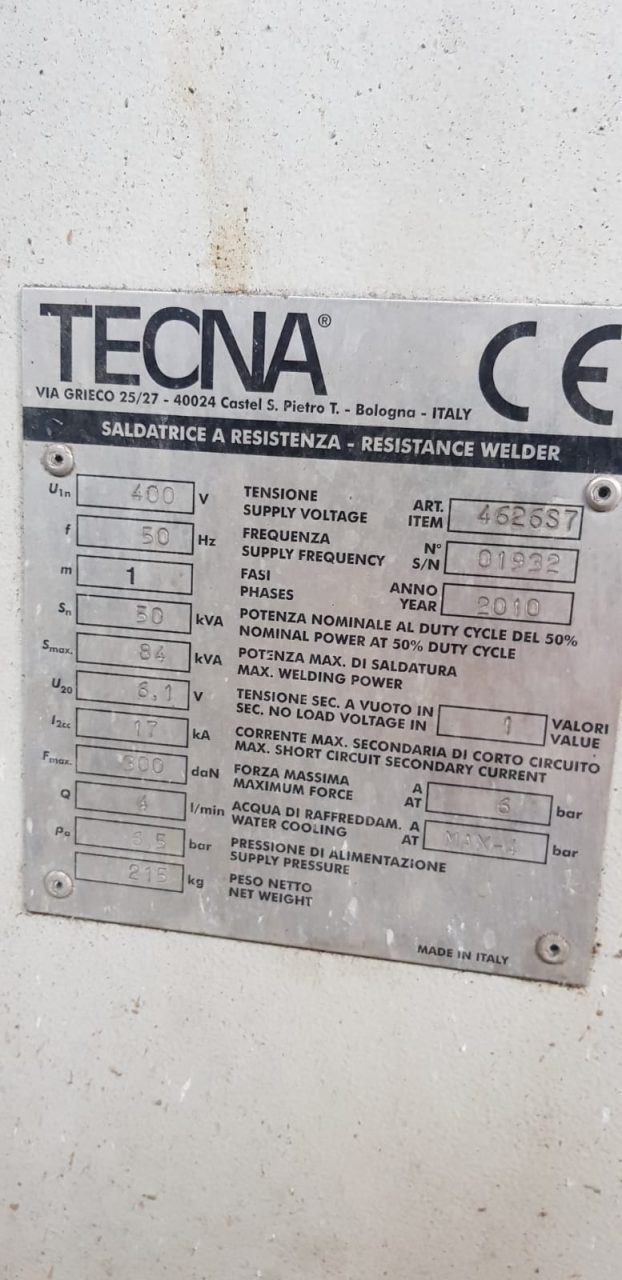 TECNA® CE
VIA GRIECO 25/27 - 40024 Castel S. Pietro T. - Bologna - ITALY
SALDATRICE A RESISTENZA - RESISTANCE WELDER
U1n 400 V TENSIONE SUPPLY VOLTAGE ART. ITEM 4626S7
f 50 Hz FREQUENZA SUPPLY FREQUENCY N° S/N 01932
m 1 FASI PHASES ANNO YEAR 2010
Sn 50 kVA POTENZA NOMINALE AL DUTY CYCLE DEL 50% NOMINAL POWER AT 50% DUTY CYCLE
Smax. 84 kVA POTENZA MAX. DI SALDATURA MAX. WELDING POWER
U20 6,1 V TENSIONE SEC. A VUOTO IN SEC. NO LOAD VOLTAGE IN 1 VALORI VALUE
I2cc 17 kA CORRENTE MAX. SECONDARIA DI CORTO CIRCUITO MAX. SHORT CIRCUIT SECONDARY CURRENT
Fmax. 300 daN FORZA MASSIMA MAXIMUM FORCE A AT 6 bar
Q 4 l/min ACQUA DI RAFFREDDAM. WATER COOLING A AT MAX-4 bar
Po 6,5 bar PRESSIONE DI ALIMENTAZIONE SUPPLY PRESSURE
215 kg PESO NETTO NET WEIGHT
MADE IN ITALY